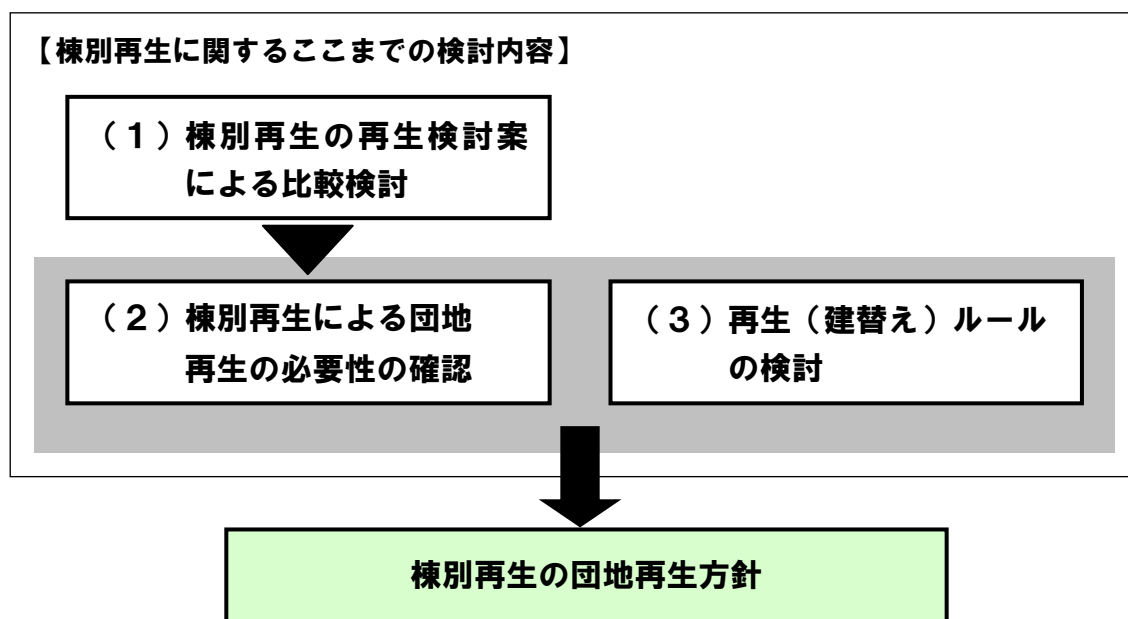 【棟別再生に関するここまでの検討内容】
（１）棟別再生の再生検討案
による比較検討
（２）棟別再生による団地
再生の必要性の確認
（３）再生（建替え）ルール
の検討
棟別再生の団地再生方針